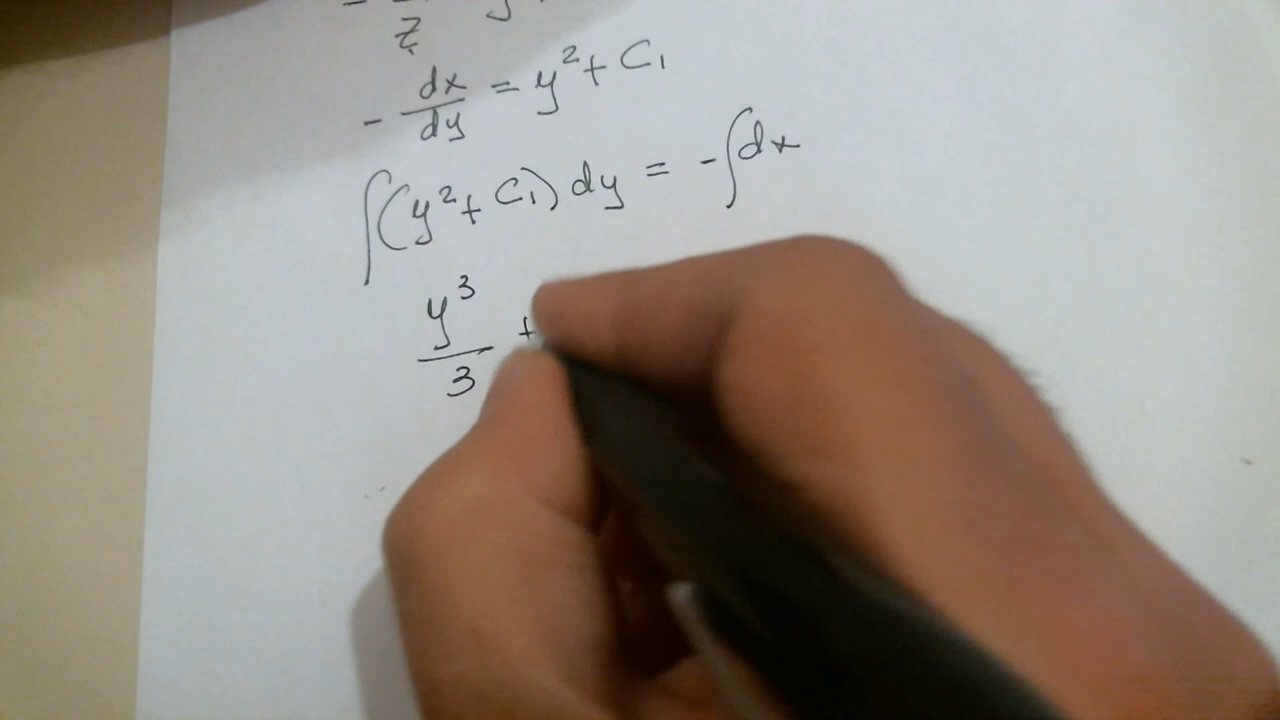 - dx/dy = y² + C₁
∫(y² + C₁) dy = -∫dx
y³/3 +